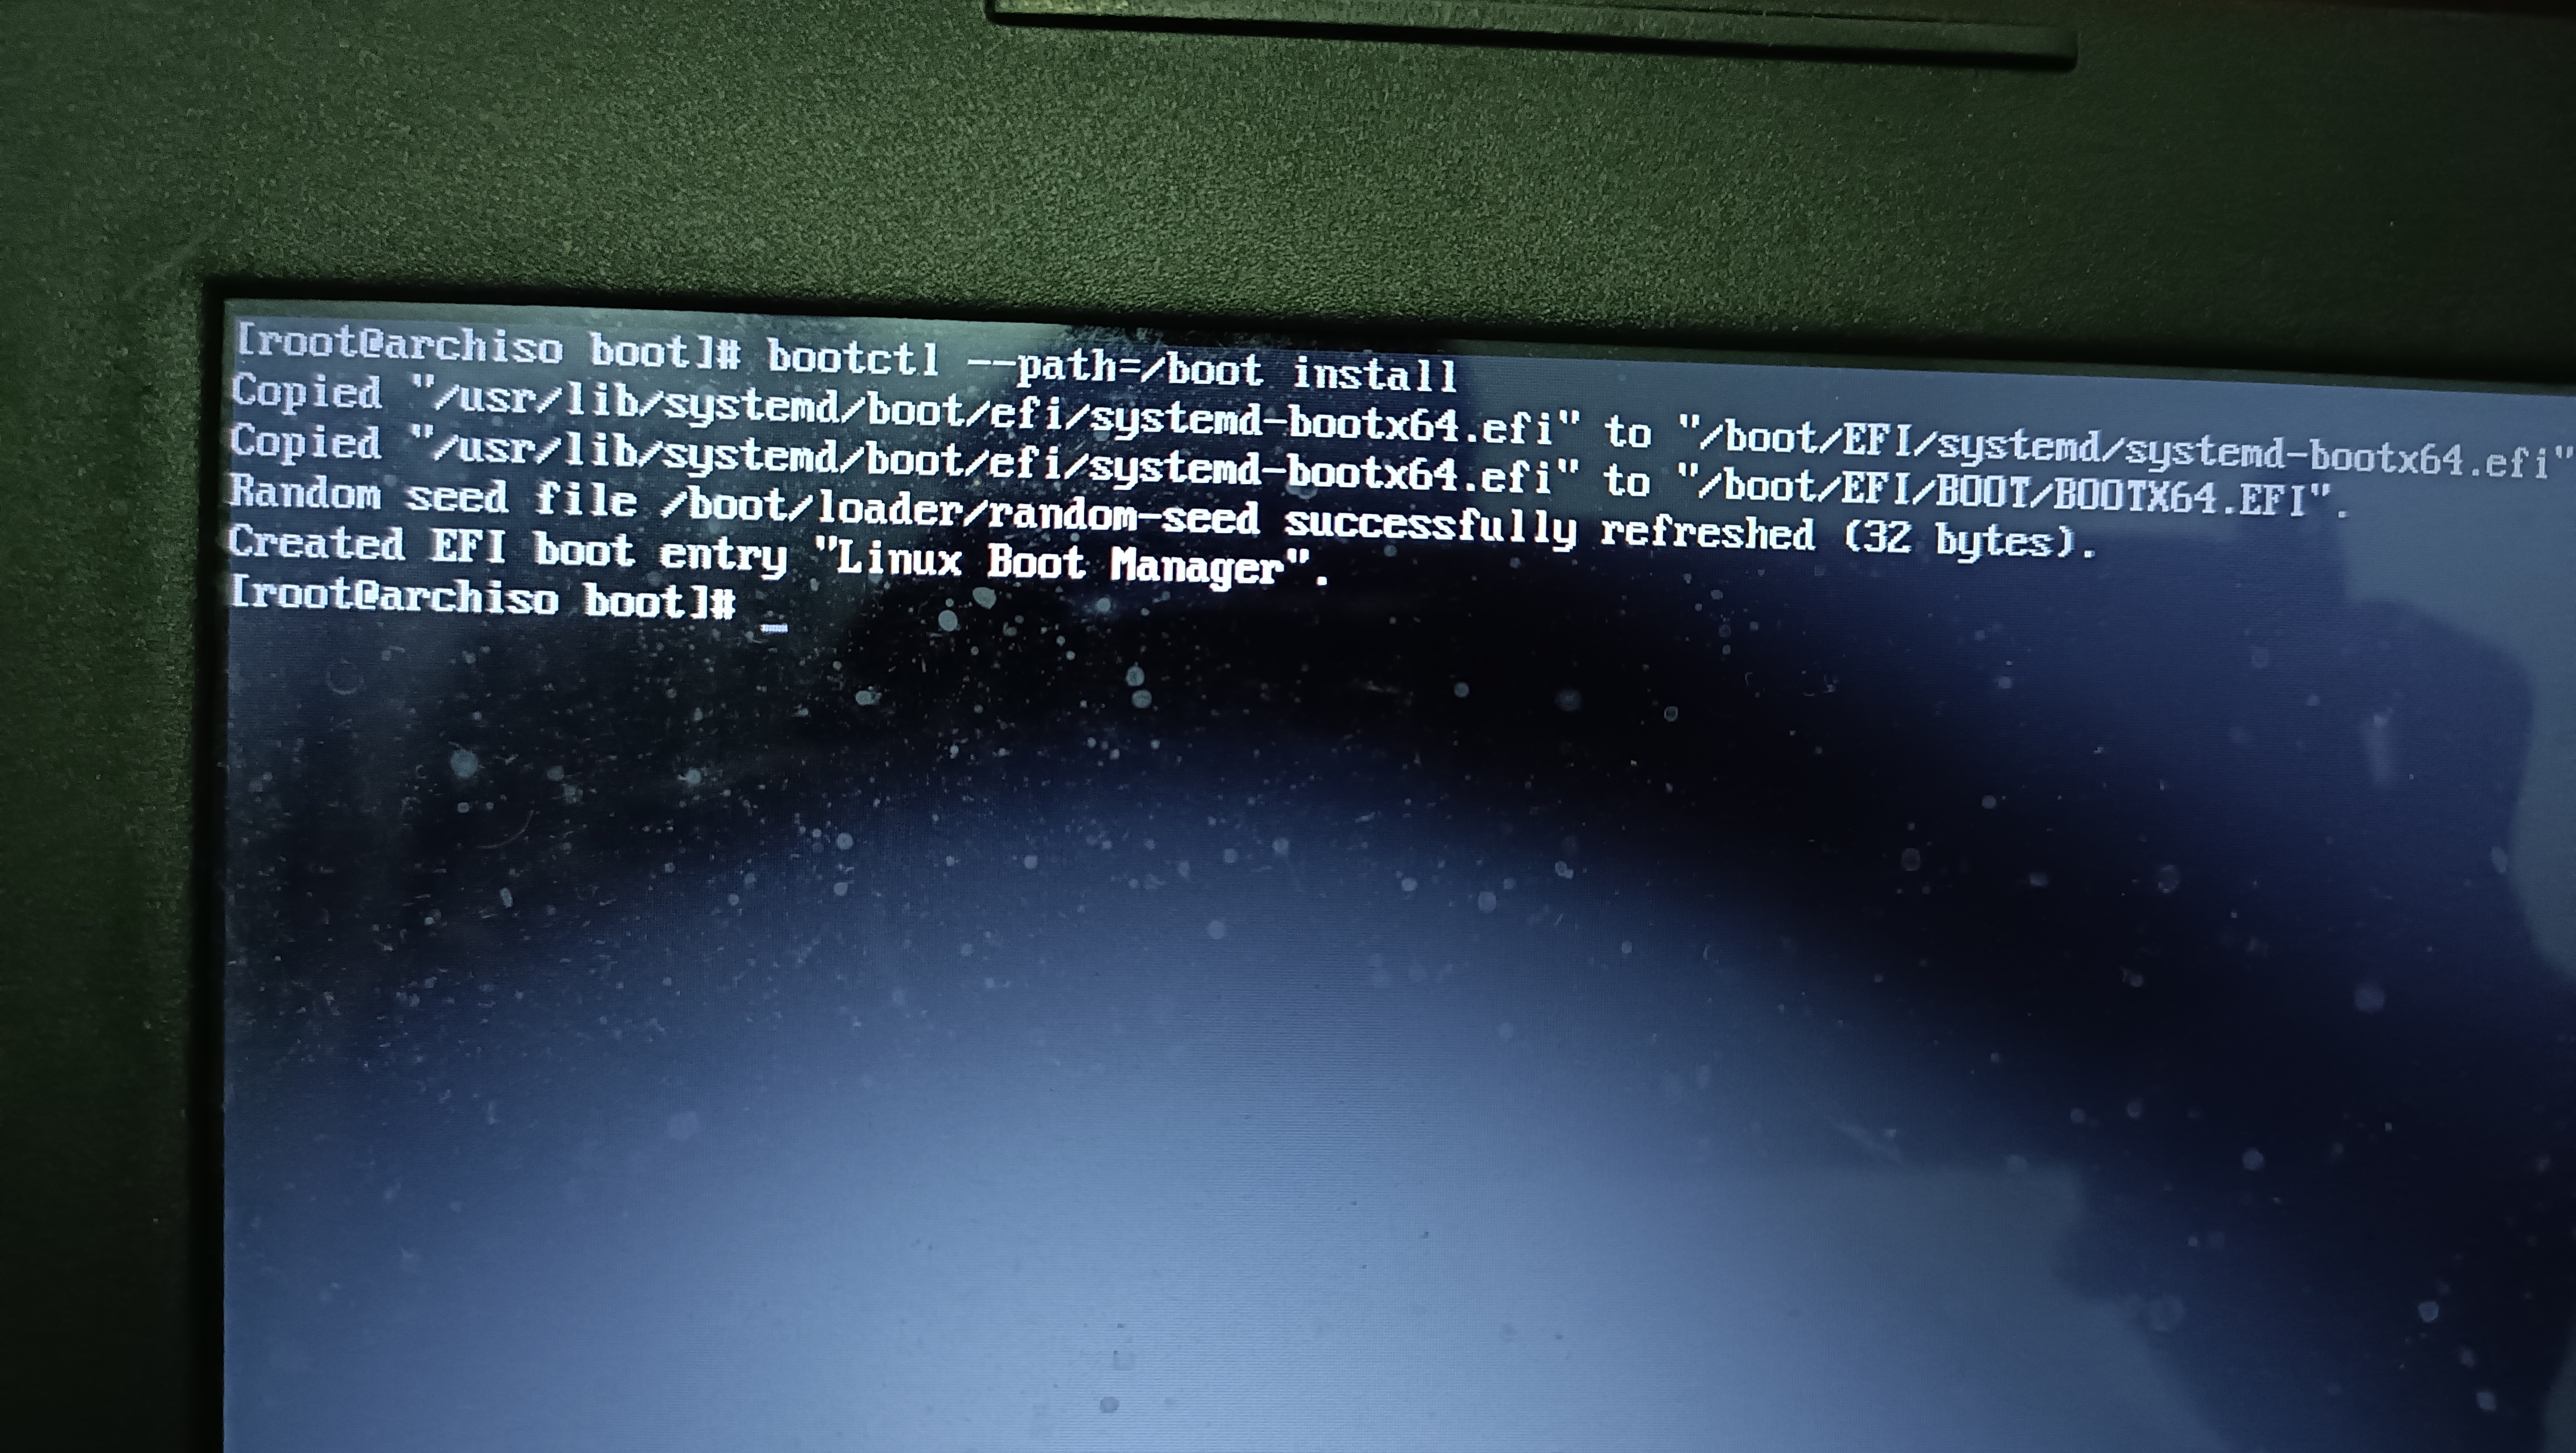 [root@archiso boot]# bootctl --path=/boot install
Copied "/usr/lib/systemd/boot/efi/systemd-bootx64.efi" to "/boot/EFI/systemd/systemd-bootx64.efi"
Copied "/usr/lib/systemd/boot/efi/systemd-bootx64.efi" to "/boot/EFI/BOOT/BOOTX64.EFI".
Random seed file /boot/loader/random-seed successfully refreshed (32 bytes).
Created EFI boot entry "Linux Boot Manager".
[root@archiso boot]# _